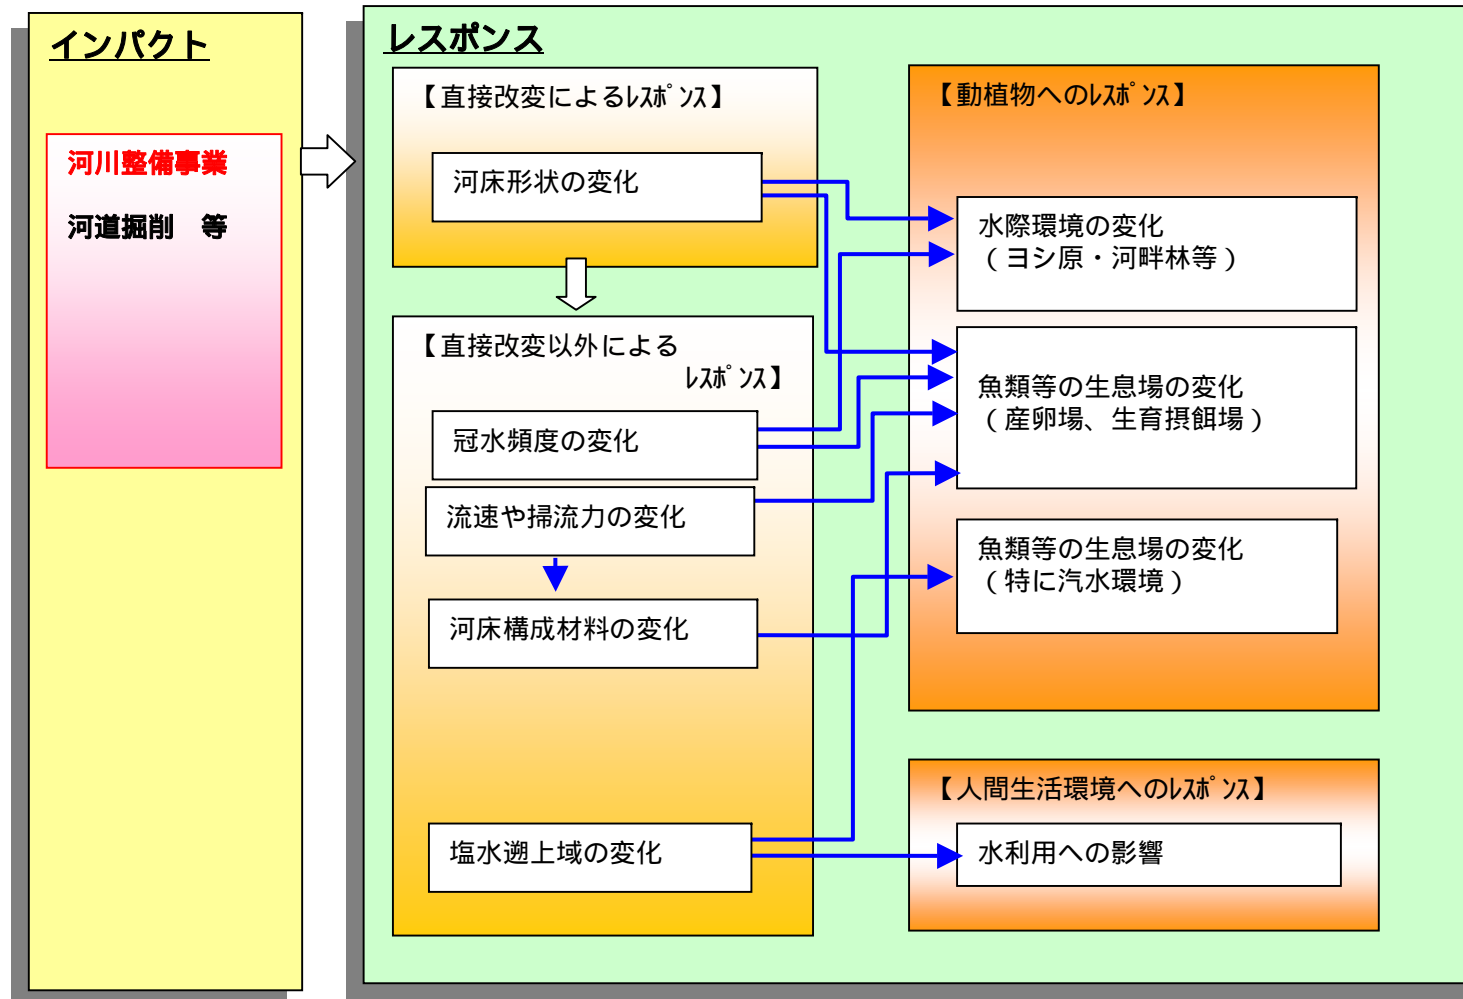 インパクト
河川整備事業
河道掘削　等
レスポンス
【直接改変によるﾚｽﾎﾟﾝｽ】
河床形状の変化
【直接改変以外による
ﾚｽﾎﾟﾝｽ】
冠水頻度の変化
流速や掃流力の変化
河床構成材料の変化
塩水遡上域の変化
【動植物へのﾚｽﾎﾟﾝｽ】
水際環境の変化
（ヨシ原・河畔林等）
魚類等の生息場の変化
（産卵場、生育摂餌場）
魚類等の生息場の変化
（特に汽水環境）
【人間生活環境へのﾚｽﾎﾟﾝｽ】
水利用への影響